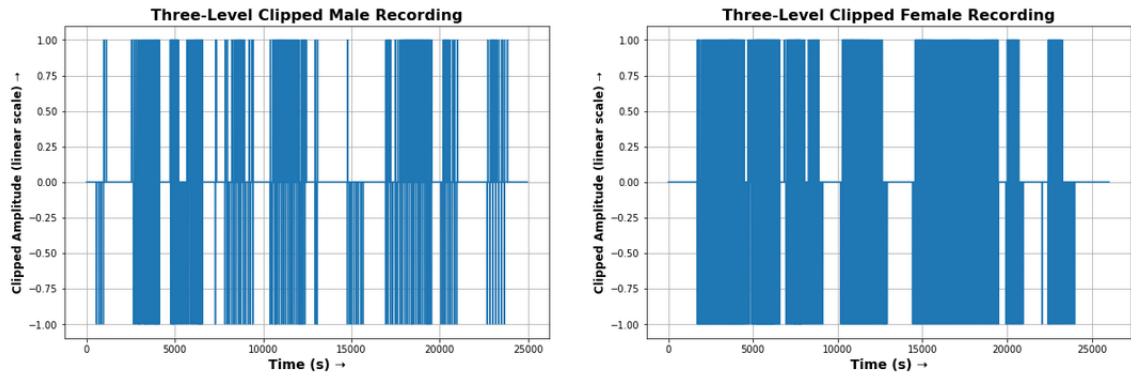 Three-Level Clipped Male Recording
Clipped Amplitude (linear scale) →
1.00
0.75
0.50
0.25
0.00
−0.25
−0.50
−0.75
−1.00
0 5000 10000 15000 20000 25000
Time (s) →
Three-Level Clipped Female Recording
Clipped Amplitude (linear scale) →
1.00
0.75
0.50
0.25
0.00
−0.25
−0.50
−0.75
−1.00
0 5000 10000 15000 20000 25000
Time (s) →